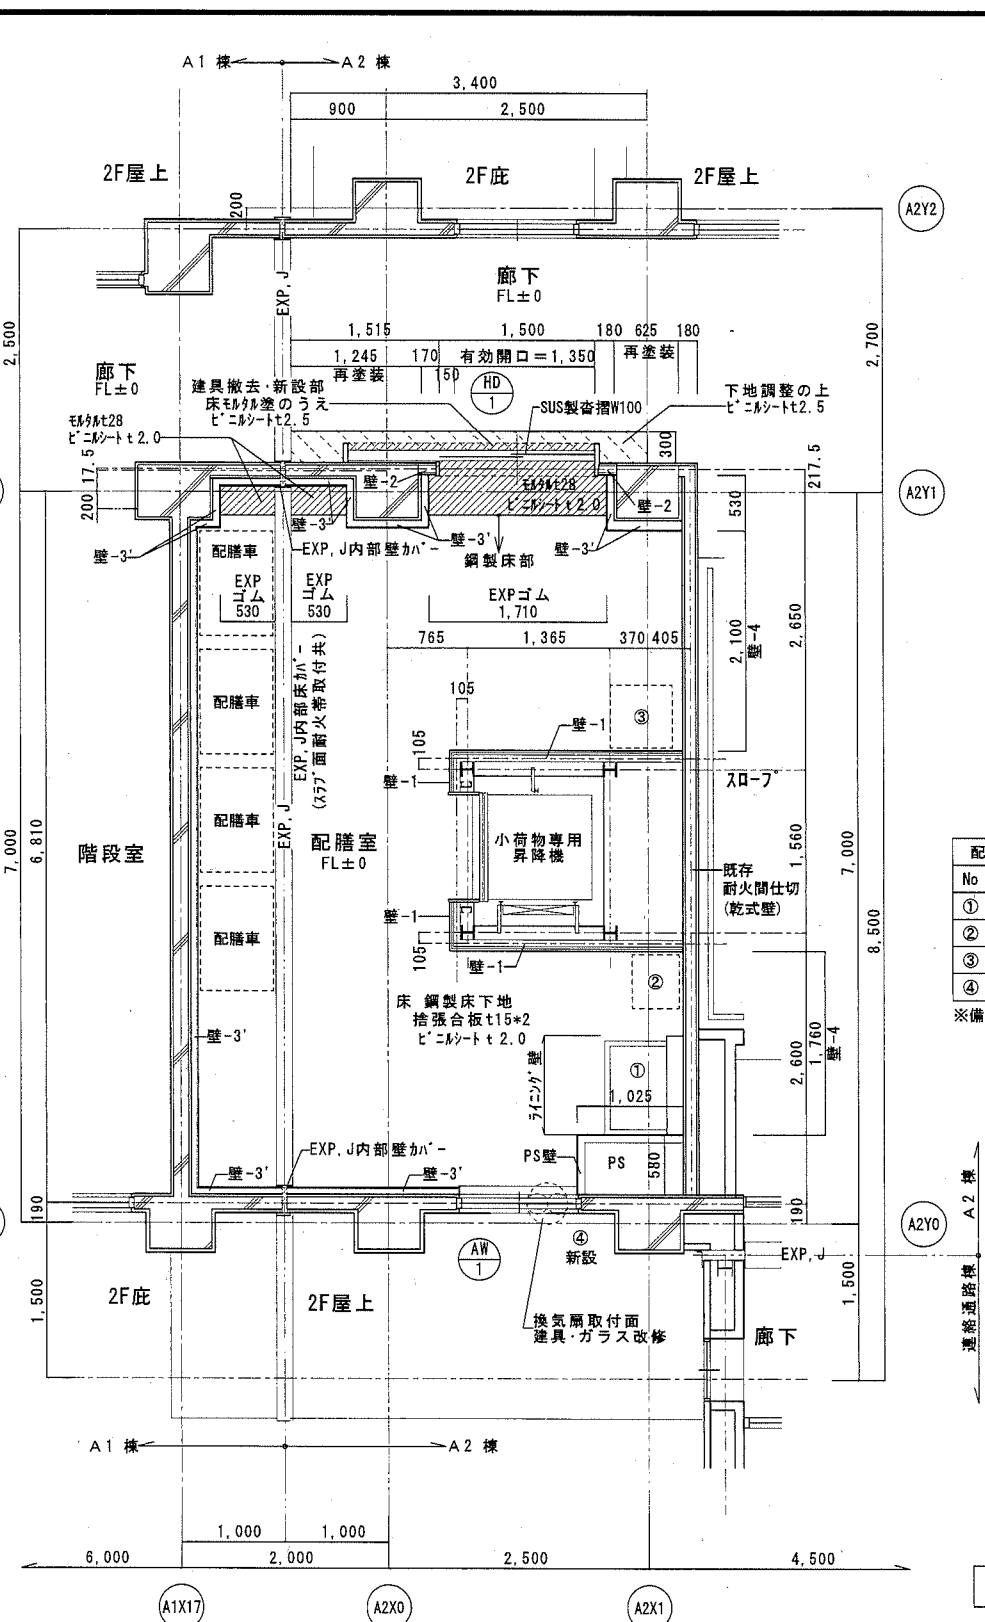 A1 棟
A2 棟
3,400
900
2,500
2F屋上
2F庇
2F屋上
200
A2Y2
廊下
FL±0
EXP,J
2,500
2,700
1,515
1,500
180
625
180
1,245
170
有効開口=1,350
再塗装
再塗装
150
廊下
FL±0
HD
1
建具撤去・新設部
床モルタル塗のうえ
ビニルシートt2.5
SUS製沓摺W100
下地調整の上
ビニルシートt2.5
モルタルt28
ビニルシートt2.0
300
217.5
17.5
200
壁-2
モルタルt28
ビニルシートt2.0
壁-2
530
A2Y1
壁-3'
壁-3
EXP,J内部壁カバー
壁-3'
鋼製床部
壁-3'
配膳車
EXP
ゴム
530
EXP
ゴム
530
EXPゴム
1,710
765
1,365
370
405
2,100
壁-4
2,650
EXP,J内部床カバー
(スラブ面耐火帯取付共)
配膳車
105
③
壁-1
105
壁-1
スロープ
配膳車
EXP,J
配膳室
FL±0
小荷物専用
昇降機
階段室
7,000
6,810
1,560
7,000
8,500
既存
耐火間仕切
(乾式壁)
配
No
①
②
③
④
※備
配膳車
壁-1
105
壁-1
②
床 鋼製床下地
捨張合板t15*2
ビニルシートt2.0
壁-3'
ライニング壁
①
1,025
2,600
1,760
壁-4
EXP,J内部壁カバー
PS壁
PS
580
壁-3'
壁-3'
190
190
A2Y0
A2 棟
連絡通路棟
AW
1
④
新設
EXP,J
1,500
1,500
2F庇
2F屋上
換気扇取付面
建具・ガラス改修
廊下
A1 棟
A2 棟
1,000
1,000
6,000
2,000
2,500
4,500
A1X17
A2X0
A2X1